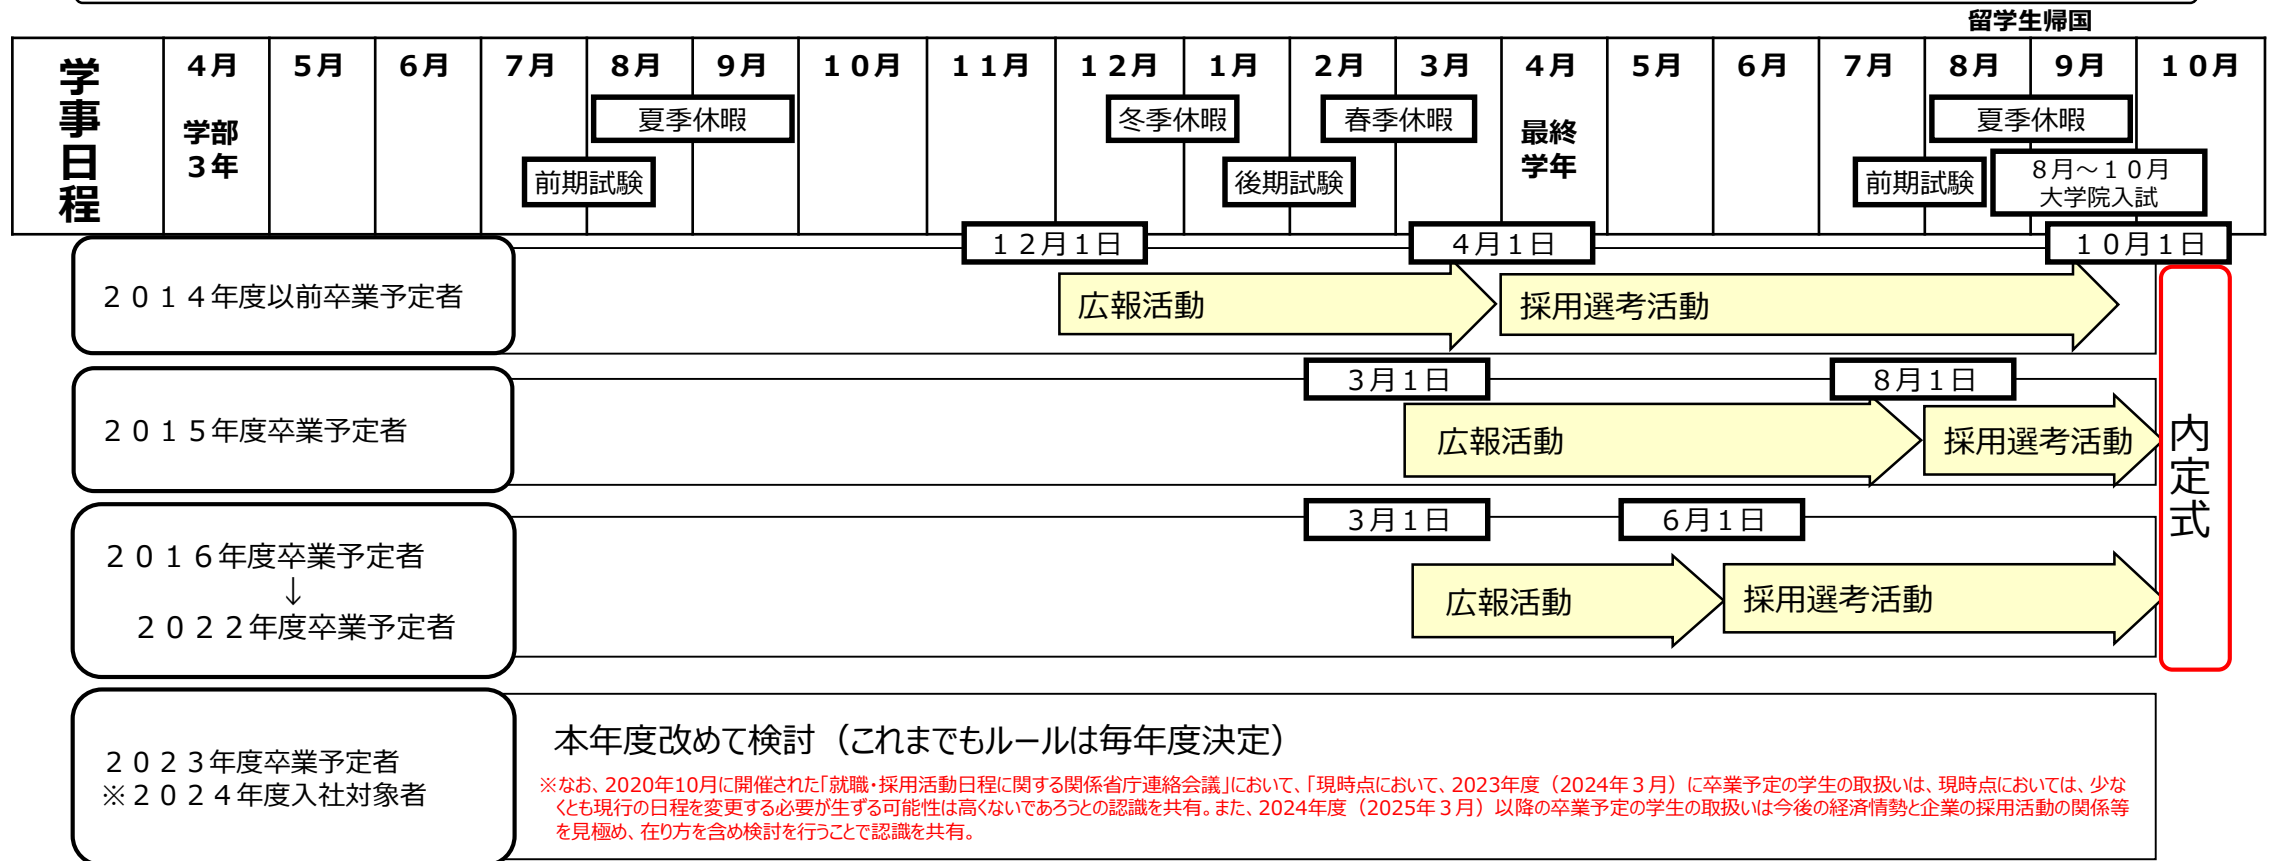 留学生帰国
学事日程
4月 5月 6月 7月 8月 9月 10月 11月 12月 1月 2月 3月 4月 5月 6月 7月 8月 9月 10月
学部
3年
最終
学年
夏季休暇
冬季休暇
春季休暇
夏季休暇
前期試験
後期試験
前期試験
8月～10月
大学院入試
12月1日
4月1日
10月1日
2014年度以前卒業予定者
広報活動
採用選考活動
3月1日
8月1日
2015年度卒業予定者
広報活動
採用選考活動
内定式
3月1日
6月1日
2016年度卒業予定者
↓
2022年度卒業予定者
広報活動
採用選考活動
2023年度卒業予定者
※2024年度入社対象者
本年度改めて検討（これまでもルールは毎年度決定）
※なお、2020年10月に開催された「就職・採用活動日程に関する関係省庁連絡会議」において、「現時点において、2023年度（2024年3月）に卒業予定の学生の取扱いは、現時点においては、少な
くとも現行の日程を変更する必要が生ずる可能性は高くないであろうとの認識を共有。また、2024年度（2025年3月）以降の卒業予定の学生の取扱いは今後の経済情勢と企業の採用活動の関係等
を見極め、在り方を含め検討を行うことで認識を共有。